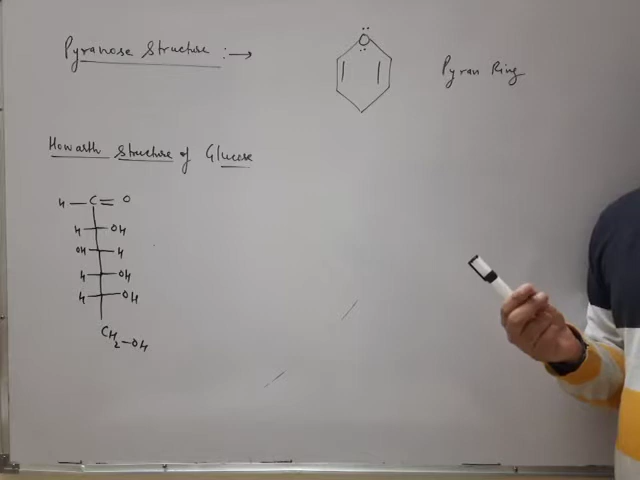 Pyranose Structure :→
O
Pyran Ring
Howarth Structure of Glucose
H — C = O
H OH
OH H
H OH
H OH
CH2—OH